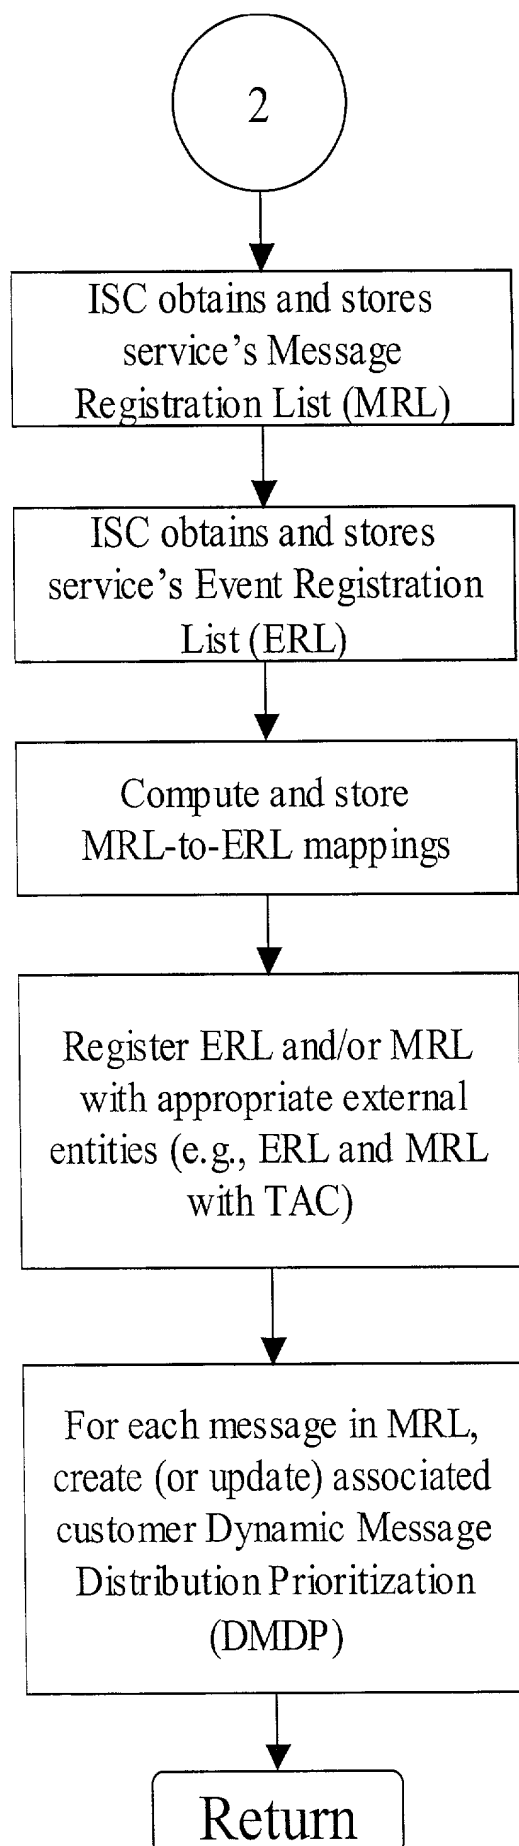 2
ISC obtains and stores
service's Message
Registration List (MRL)
ISC obtains and stores
service's Event Registration
List (ERL)
Compute and store
MRL-to-ERL mappings
Register ERL and/or MRL
with appropriate external
entities (e.g., ERL and MRL
with TAC)
For each message in MRL,
create (or update) associated
customer Dynamic Message
Distribution Prioritization
(DMDP)
Return